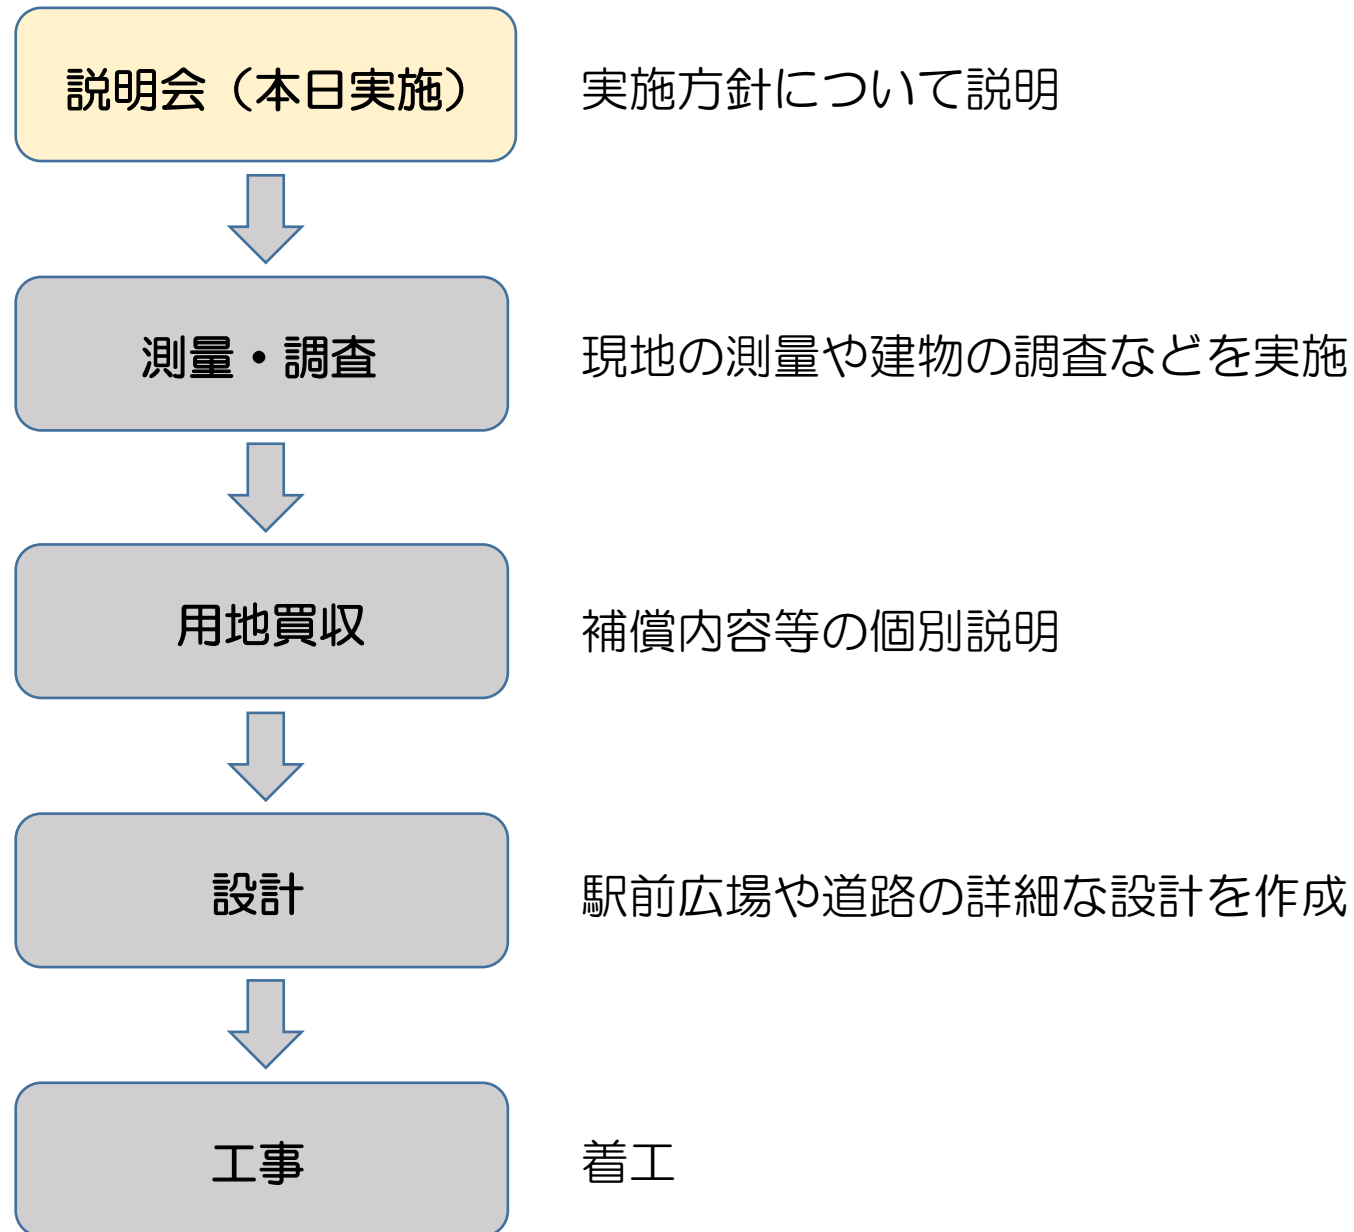 説明会（本日実施）
実施方針について説明
測量・調査
現地の測量や建物の調査などを実施
用地買収
補償内容等の個別説明
設計
駅前広場や道路の詳細な設計を作成
工事
着工